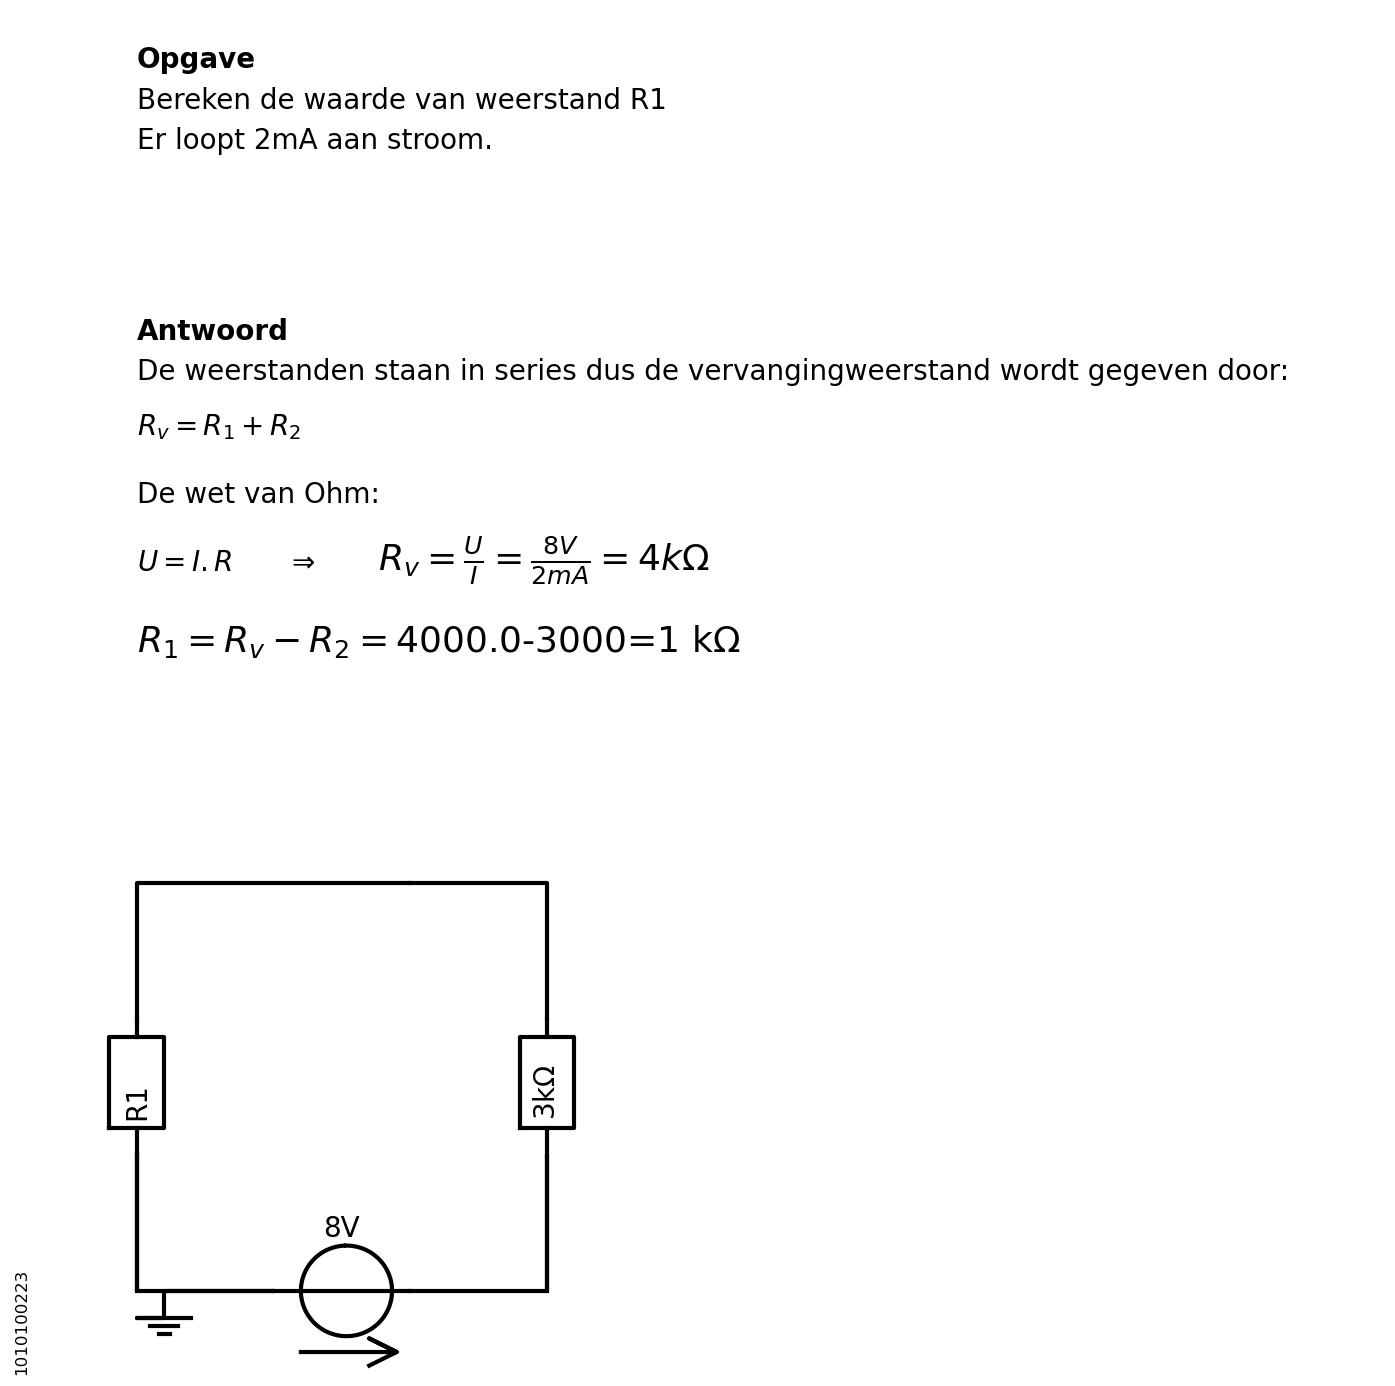 Opgave
Bereken de waarde van weerstand R1
Er loopt 2mA aan stroom.
Antwoord
De weerstanden staan in series dus de vervangingweerstand wordt gegeven door:
$R_v = R_1 + R_2$
De wet van Ohm:
$U = I.R \quad \Rightarrow \quad R_v = \frac{U}{I} = \frac{8V}{2mA} = 4k\Omega$
$R_1 = R_v - R_2 =$4000.0-3000=1 kΩ
R1
3kΩ
8V
1010100223